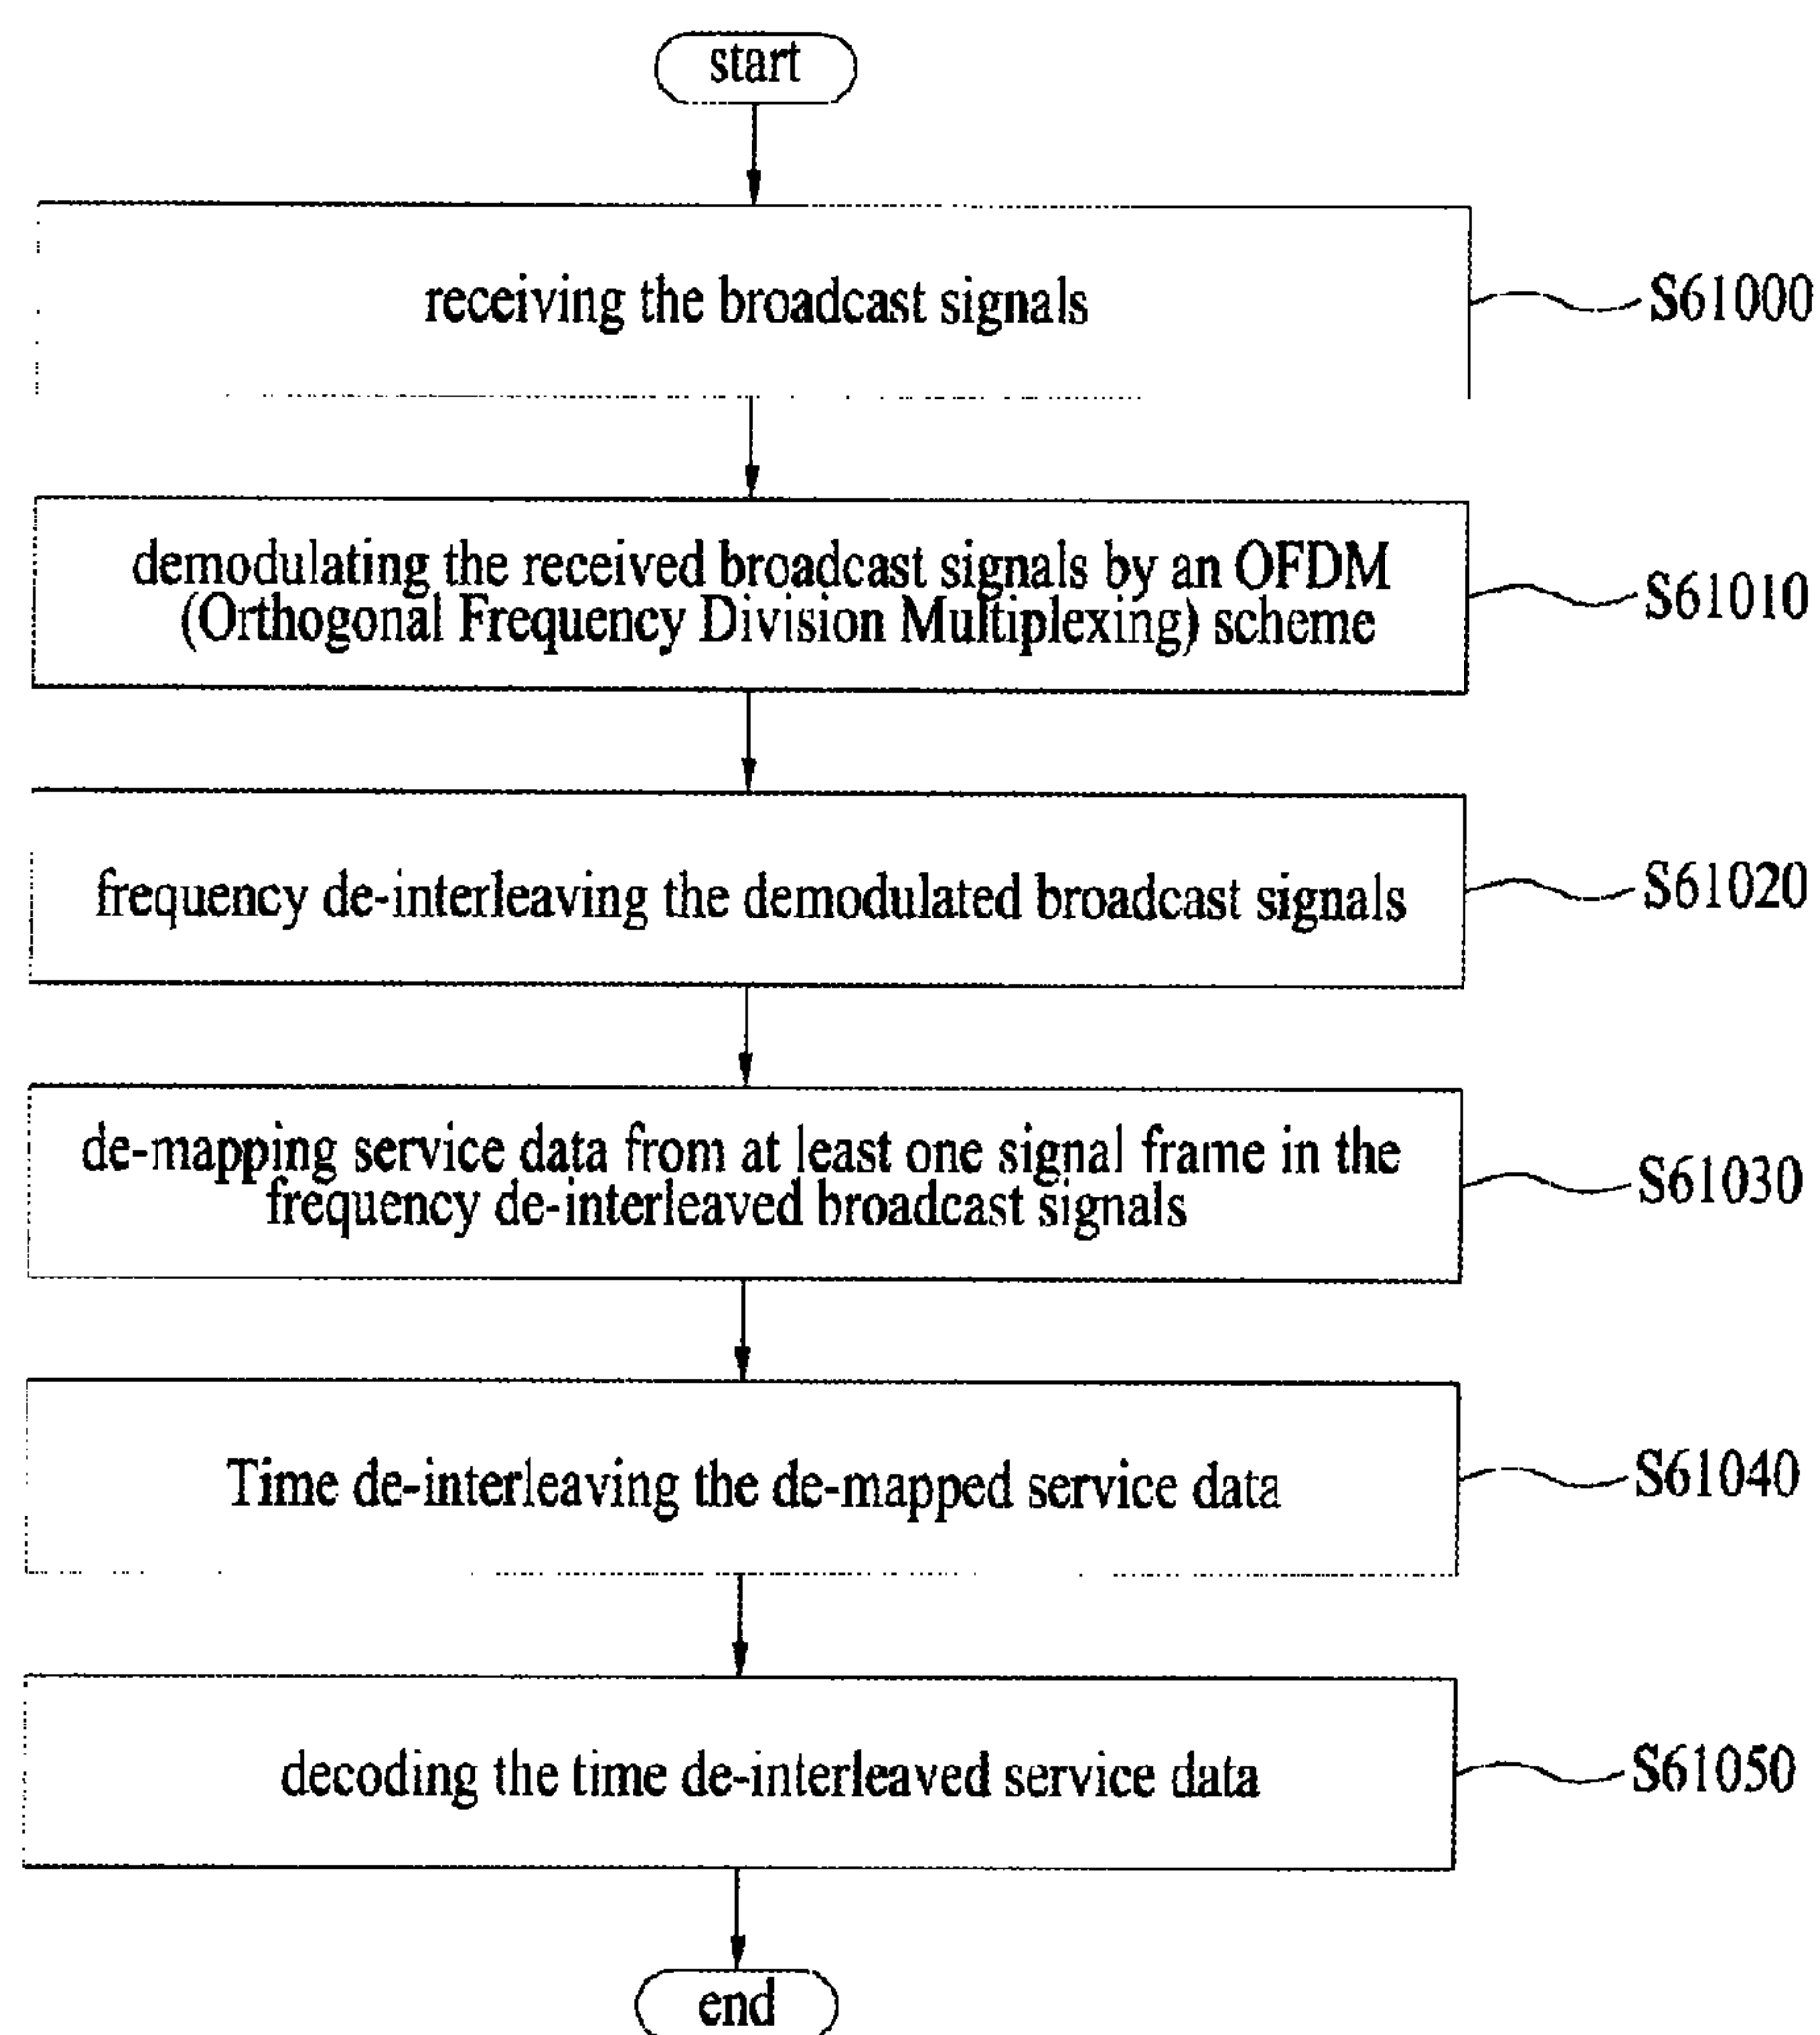 start
receiving the broadcast signals
S61000
demodulating the received broadcast signals by an OFDM
(Orthogonal Frequency Division Multiplexing) scheme
S61010
frequency de-interleaving the demodulated broadcast signals
S61020
de-mapping service data from at least one signal frame in the
frequency de-interleaved broadcast signals
S61030
Time de-interleaving the de-mapped service data
S61040
decoding the time de-interleaved service data
S61050
end